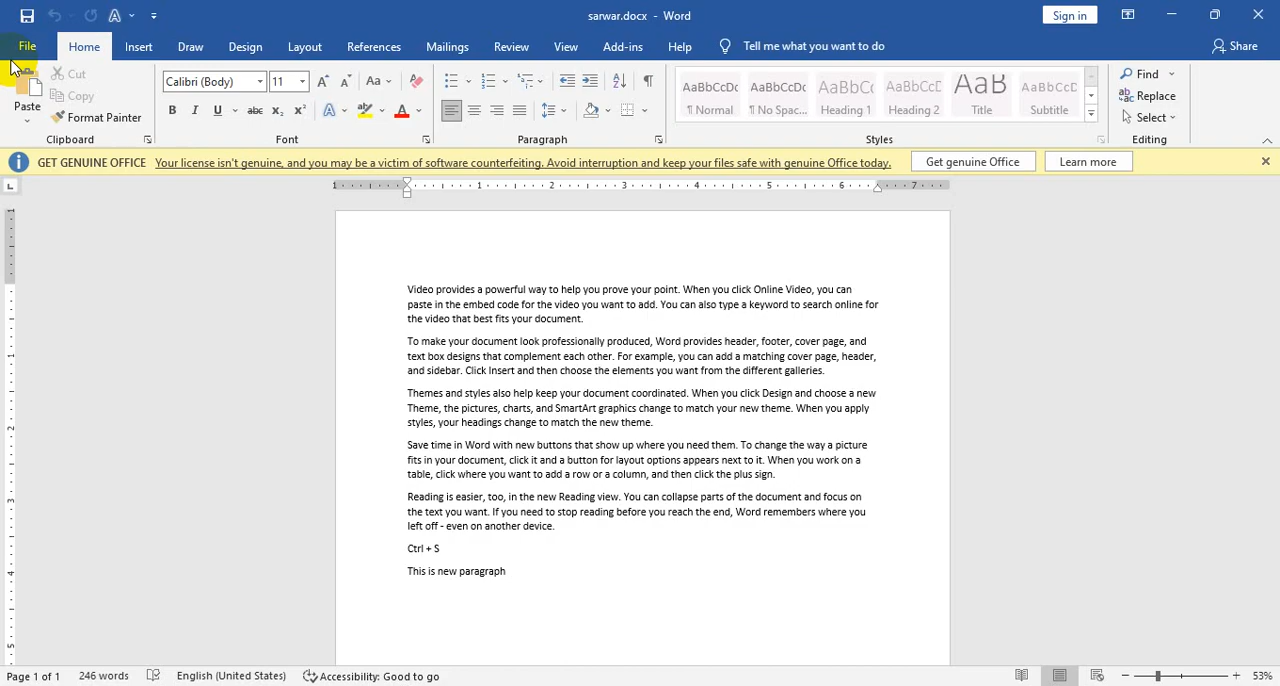 sarwar.docx - Word
Sign in
File Home Insert Draw Design Layout References Mailings Review View Add-ins Help Tell me what you want to do Share
Paste
Cut
Copy
Format Painter
Clipboard
Calibri (Body) 11
Aa
B I U abc x₂ x²
A A
Font
Paragraph
AaBbCcDc AaBbCcDc AaBbCc AaBbCcD AaB AaBbCcD
¶ Normal ¶ No Spac... Heading 1 Heading 2 Title Subtitle
Styles
Find
Replace
Select
Editing
GET GENUINE OFFICE Your license isn't genuine, and you may be a victim of software counterfeiting. Avoid interruption and keep your files safe with genuine Office today. Get genuine Office Learn more
1 1 2 3 4 5 6 7
Video provides a powerful way to help you prove your point. When you click Online Video, you can
paste in the embed code for the video you want to add. You can also type a keyword to search online for
the video that best fits your document.
To make your document look professionally produced, Word provides header, footer, cover page, and
text box designs that complement each other. For example, you can add a matching cover page, header,
and sidebar. Click Insert and then choose the elements you want from the different galleries.
Themes and styles also help keep your document coordinated. When you click Design and choose a new
Theme, the pictures, charts, and SmartArt graphics change to match your new theme. When you apply
styles, your headings change to match the new theme.
Save time in Word with new buttons that show up where you need them. To change the way a picture
fits in your document, click it and a button for layout options appears next to it. When you work on a
table, click where you want to add a row or a column, and then click the plus sign.
Reading is easier, too, in the new Reading view. You can collapse parts of the document and focus on
the text you want. If you need to stop reading before you reach the end, Word remembers where you
left off - even on another device.
Ctrl + S
This is new paragraph
Page 1 of 1 246 words English (United States) Accessibility: Good to go 53%